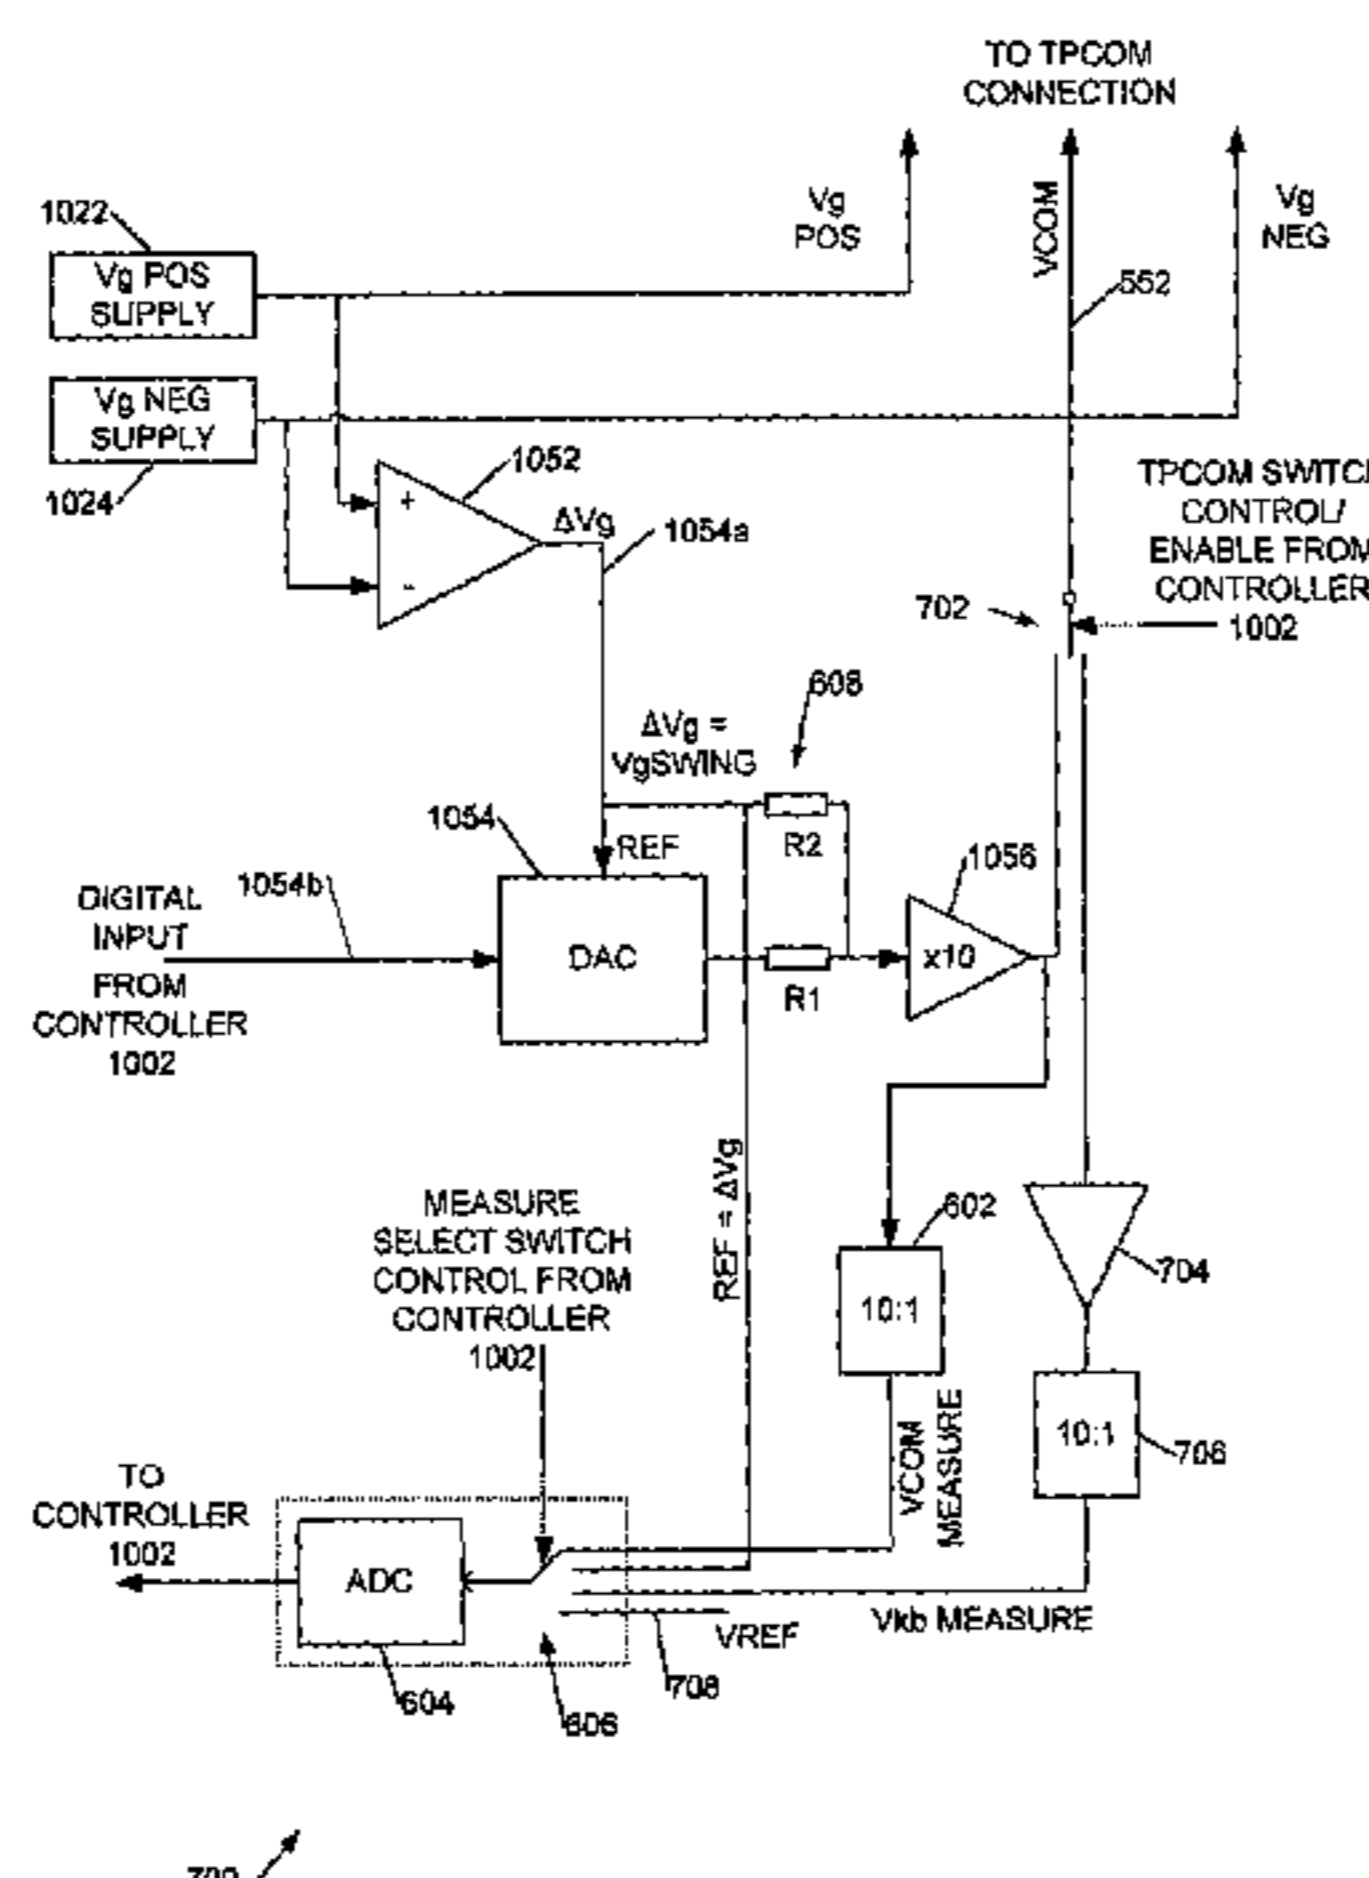 TO TPCOM
CONNECTION
Vg
POS
VCOM
Vg
NEG
1022
Vg POS
SUPPLY
552
Vg NEG
SUPPLY
1024
1052
+
-
ΔVg
1054a
TPCOM SWITCH
CONTROL/
ENABLE FROM
CONTROLLER
1002
702
608
ΔVg =
VgSWING
R2
1054
REF
1056
1054b
DIGITAL
INPUT
FROM
CONTROLLER
1002
DAC
R1
x10
REF = ΔVg
MEASURE
SELECT SWITCH
CONTROL FROM
CONTROLLER
1002
602
10:1
704
10:1
706
VCOM
MEASURE
TO
CONTROLLER
1002
ADC
Vkb MEASURE
VREF
708
604
606
700